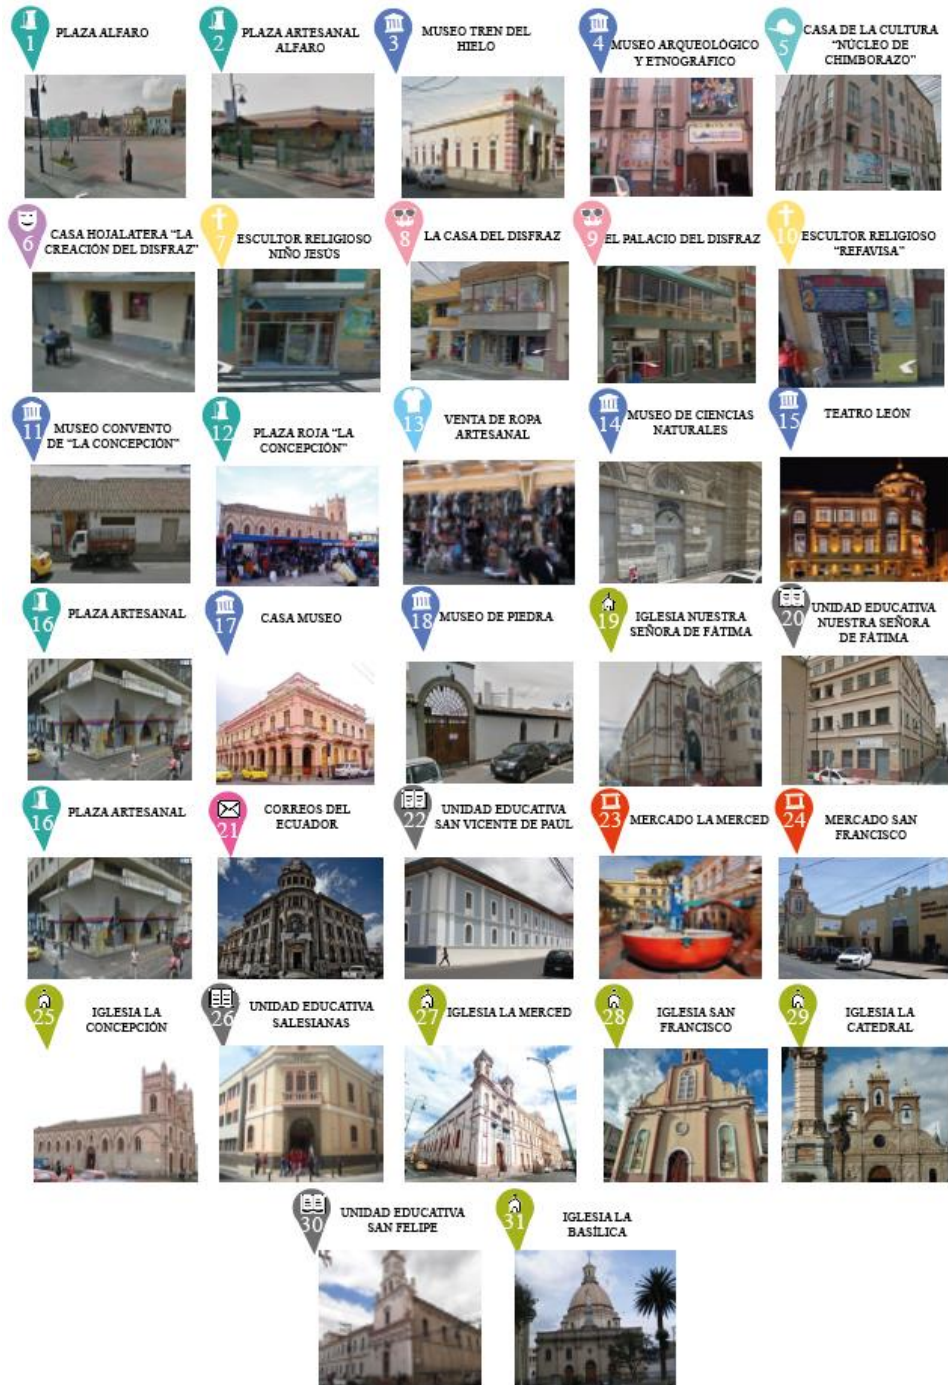 1
PLAZA ALFARO
2
PLAZA ARTESANAL
ALFARO
3
MUSEO TREN DEL
HIELO
4
MUSEO ARQUEOLÓGICO
Y ETNOGRÁFICO
5
CASA DE LA CULTURA
"NÚCLEO DE
CHIMBORAZO"
6
CASA HOJALATERA "LA
CREACIÓN DEL DISFRAZ"
7
ESCULTOR RELIGIOSO
NIÑO JESÚS
8
LA CASA DEL DISFRAZ
9
EL PALACIO DEL DISFRAZ
10
ESCULTOR RELIGIOSO
"REFAVISA"
11
MUSEO CONVENTO
DE "LA CONCEPCIÓN"
12
PLAZA ROJA "LA
CONCEPCIÓN"
13
VENTA DE ROPA
ARTESANAL
14
MUSEO DE CIENCIAS
NATURALES
15
TEATRO LEÓN
16
PLAZA ARTESANAL
17
CASA MUSEO
18
MUSEO DE PIEDRA
19
IGLESIA NUESTRA
SEÑORA DE FÁTIMA
20
UNIDAD EDUCATIVA
NUESTRA SEÑORA
DE FÁTIMA
16
PLAZA ARTESANAL
21
CORREOS DEL
ECUADOR
22
UNIDAD EDUCATIVA
SAN VICENTE DE PAÚL
23
MERCADO LA MERCED
24
MERCADO SAN
FRANCISCO
25
IGLESIA LA
CONCEPCIÓN
26
UNIDAD EDUCATIVA
SALESIANAS
27
IGLESIA LA MERCED
28
IGLESIA SAN
FRANCISCO
29
IGLESIA LA
CATEDRAL
30
UNIDAD EDUCATIVA
SAN FELIPE
31
IGLESIA LA
BASÍLICA